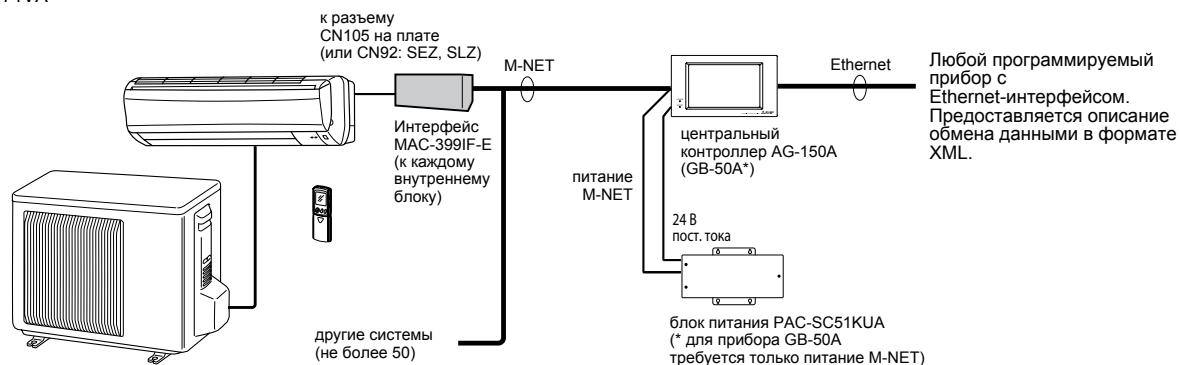 к разъему
CN105 на плате
(или CN92: SEZ, SLZ)
M-NET
Ethernet
Любой программируемый
прибор с
Ethernet-интерфейсом.
Предоставляется описание
обмена данными в формате
XML.
Интерфейс
MAC-399IF-E
(к каждому
внутреннему
блоку)
центральный
контроллер AG-150A
(GB-50A*)
питание
M-NET
24 В
пост. тока
другие системы
(не более 50)
блок питания PAC-SC51KUA
(* для прибора GB-50A
требуется только питание M-NET)